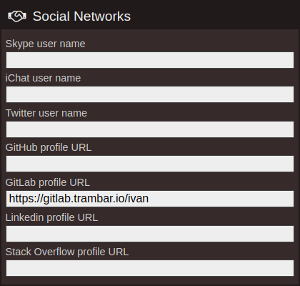 Social Networks
Skype user name
iChat user name
Twitter user name
GitHub profile URL
GitLab profile URL
https://gitlab.trambar.io/ivan
Linkedin profile URL
Stack Overflow profile URL